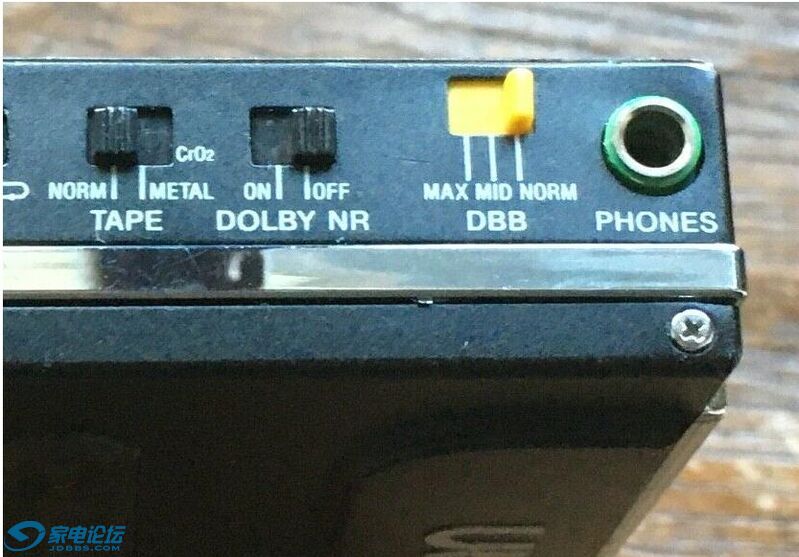 CrO2
NORM METAL ON OFF MAX MID NORM
TAPE DOLBY NR DBB PHONES
家电论坛
JDBBS.COM